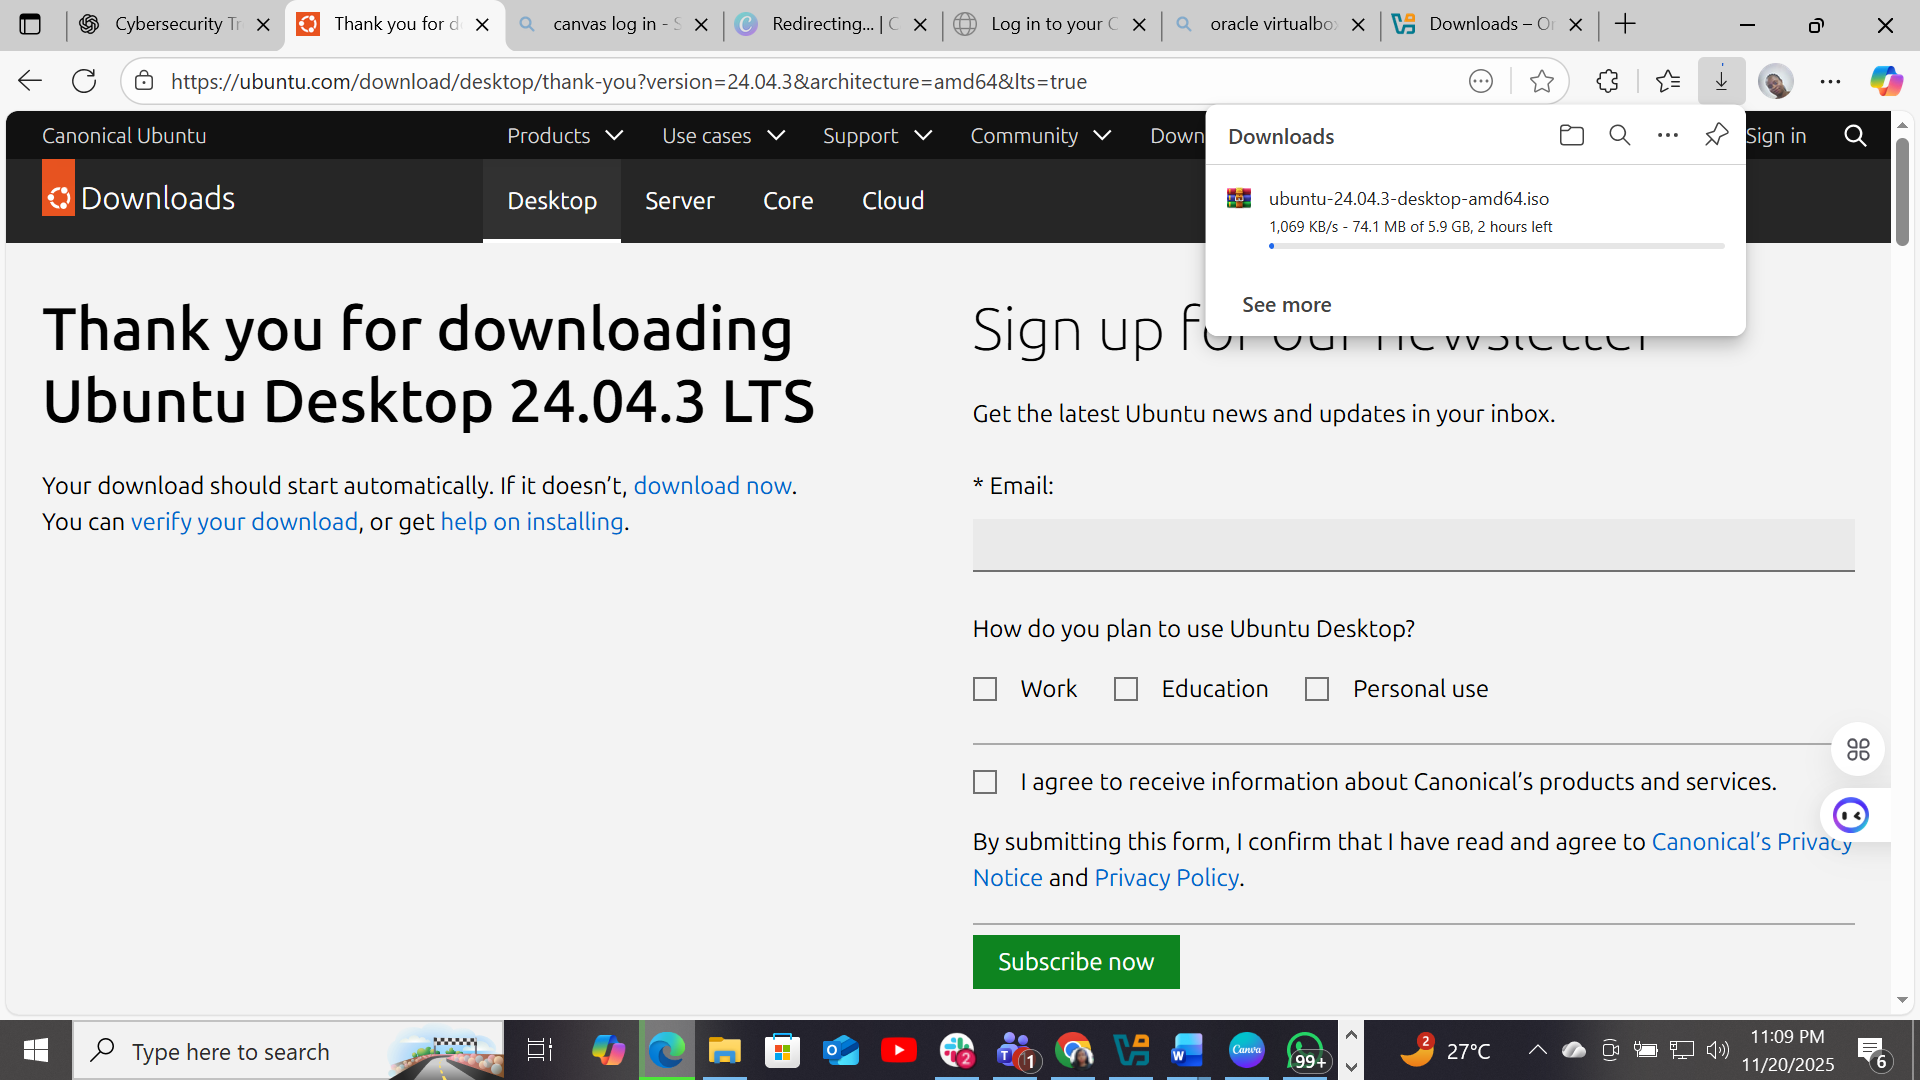 Cybersecurity Tr
Thank you for d
canvas log in - S
Redirecting... | C
Log in to your C
oracle virtualbo
Downloads – Or
https://ubuntu.com/download/desktop/thank-you?version=24.04.3&architecture=amd64&lts=true
Canonical Ubuntu
Products
Use cases
Support
Community
Down
Sign in
Downloads
Desktop
Server
Core
Cloud
Downloads
ubuntu-24.04.3-desktop-amd64.iso
1,069 KB/s - 74.1 MB of 5.9 GB, 2 hours left
See more
Thank you for downloading
Ubuntu Desktop 24.04.3 LTS
Your download should start automatically. If it doesn’t, download now.
You can verify your download, or get help on installing.
Sign up for our newsletter
Get the latest Ubuntu news and updates in your inbox.
* Email:
How do you plan to use Ubuntu Desktop?
Work
Education
Personal use
I agree to receive information about Canonical’s products and services.
By submitting this form, I confirm that I have read and agree to Canonical’s Privacy
Notice and Privacy Policy.
Subscribe now
Type here to search
2
1
Canva
99+
2
27°C
11:09 PM
11/20/2025
6